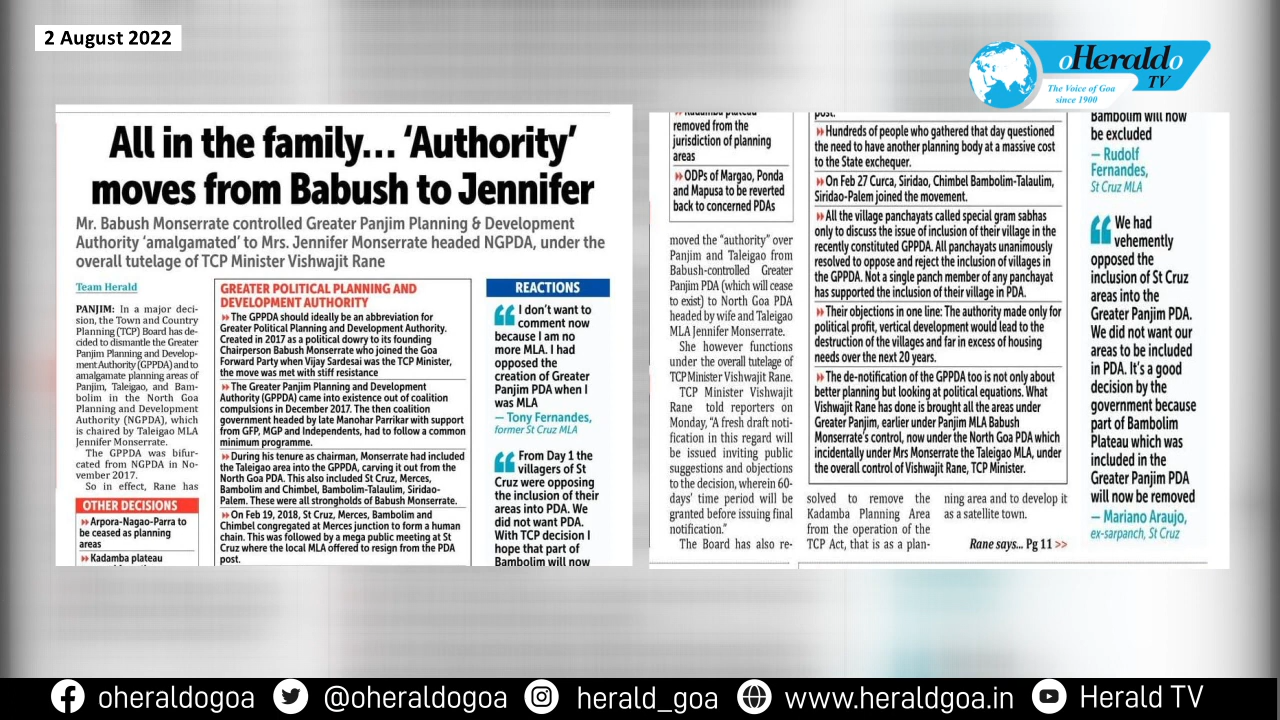 2 August 2022
oHeraldo
TV
The Voice of Goa
since 1900
All in the family... ‘Authority’
moves from Babush to Jennifer
Mr. Babush Monserrate controlled Greater Panjim Planning & Development
Authority ‘amalgamated’ to Mrs. Jennifer Monserrate headed NGPDA, under the
overall tutelage of TCP Minister Vishwajit Rane
Team Herald
PANJIM: In a major deci-
sion, the Town and Country
Planning (TCP) Board has de-
cided to dismantle the Greater
Panjim Planning and Develop-
ment Authority (GPPDA) and to
amalgamate planning areas of
Panjim, Taleigao, and Bam-
bolim in the North Goa
Planning and Development
Authority (NGPDA), which
is chaired by Taleigao MLA
Jennifer Monserrate.
The GPPDA was bifur-
cated from NGPDA in No-
vember 2017.
So in effect, Rane has
OTHER DECISIONS
Arpora-Nagao-Parra to
be ceased as planning
areas
Kadamba plateau
GREATER POLITICAL PLANNING AND
DEVELOPMENT AUTHORITY
The GPPDA should ideally be an abbreviation for
Greater Political Planning and Development Authority.
Created in 2017 as a political dowry to its founding
Chairperson Babush Monserrate who joined the Goa
Forward Party when Vijay Sardesai was the TCP Minister,
the move was met with stiff resistance
The Greater Panjim Planning and Development
Authority (GPPDA) came into existence out of coalition
compulsions in December 2017. The then coalition
government headed by late Manohar Parrikar with support
from GFP, MGP and Independents, had to follow a common
minimum programme.
During his tenure as chairman, Monserrate had included
the Taleigao area into the GPPDA, carving it out from the
North Goa PDA. This also included St Cruz, Merces,
Bambolim and Chimbel, Bambolim-Talaulim, Siridao-
Palem. These were all strongholds of Babush Monserrate.
On Feb 19, 2018, St Cruz, Merces, Bambolim and
Chimbel congregated at Merces junction to form a human
chain. This was followed by a mega public meeting at St
Cruz where the local MLA offered to resign from the PDA
post.
REACTIONS
I don’t want to
comment now
because I am no
more MLA. I had
opposed the
creation of Greater
Panjim PDA when I
was MLA
— Tony Fernandes,
former St Cruz MLA
From Day 1 the
villagers of St
Cruz were opposing
the inclusion of their
areas into PDA. We
did not want PDA.
With TCP decision I
hope that part of
Bambolim will now
Kadamba plateau
removed from the
jurisdiction of planning
areas
ODPs of Margao, Ponda
and Mapusa to be reverted
back to concerned PDAs
moved the “authority” over
Panjim and Taleigao from
Babush-controlled Greater
Panjim PDA (which will cease
to exist) to North Goa PDA
headed by wife and Taleigao
MLA Jennifer Monserrate.
She however functions
under the overall tutelage of
TCP Minister Vishwajit Rane.
TCP Minister Vishwajit
Rane told reporters on
Monday, “A fresh draft noti-
fication in this regard will
be issued inviting public
suggestions and objections
to the decision, wherein 60-
days’ time period will be
granted before issuing final
notification.”
The Board has also re-
post.
Hundreds of people who gathered that day questioned
the need to have another planning body at a massive cost
to the State exchequer.
On Feb 27 Curca, Siridao, Chimbel Bambolim-Talaulim,
Siridao-Palem joined the movement.
All the village panchayats called special gram sabhas
only to discuss the issue of inclusion of their village in the
recently constituted GPPDA. All panchayats unanimously
resolved to oppose and reject the inclusion of villages in
the GPPDA. Not a single panch member of any panchayat
has supported the inclusion of their village in PDA.
Their objections in one line: The authority made only for
political profit, vertical development would lead to the
destruction of the villages and far in excess of housing
needs over the next 20 years.
The de-notification of the GPPDA too is not only about
better planning but looking at political equations. What
Vishwajit Rane has done is brought all the areas under
Greater Panjim, earlier under Panjim MLA Babush
Monserrate’s control, now under the North Goa PDA which
incidentally under Mrs Monserrate the Taleigao MLA, under
the overall control of Vishwajit Rane, TCP Minister.
solved to remove the
Kadamba Planning Area
from the operation of the
TCP Act, that is as a plan-
ning area and to develop it
as a satellite town.
Rane says... Pg 11 >>
Bambolim will now
be excluded
— Rudolf
Fernandes,
St Cruz MLA
We had
vehemently
opposed the
inclusion of St Cruz
areas into the
Greater Panjim PDA.
We did not want our
areas to be included
in PDA. It’s a good
decision by the
government because
part of Bambolim
Plateau which was
included in the
Greater Panjim PDA
will now be removed
— Mariano Araujo,
ex-sarpanch, St Cruz
oheraldogoa
@oheraldogoa
herald_goa
www.heraldgoa.in
Herald TV